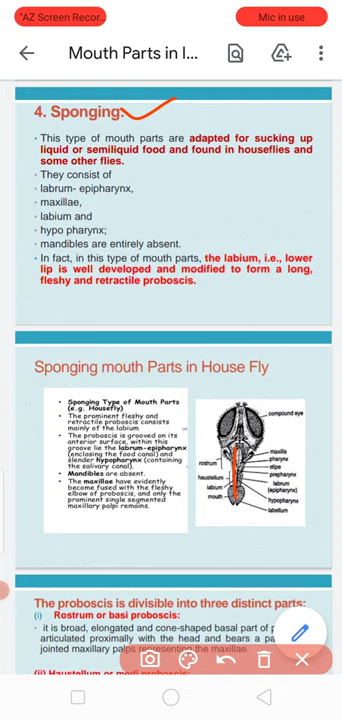 "AZ Screen Recor..
Mic in use
Mouth Parts in I...
4. Sponging:
• This type of mouth parts are adapted for sucking up
liquid or semiliquid food and found in houseflies and
some other flies.
• They consist of
• labrum- epipharynx,
• maxillae,
• labium and
• hypo pharynx;
• mandibles are entirely absent.
• In fact, in this type of mouth parts, the labium, i.e., lower
lip is well developed and modified to form a long,
fleshy and retractile proboscis.
Sponging mouth Parts in House Fly
• Sponging Type of Mouth Parts
(e.g. Housefly)
• The prominent fleshy and
retractile proboscis consists
mainly of the labium
• The proboscis is grooved on its
anterior surface, within this
groove lie the labrum-epipharynx
(enclosing the food canal) and
slender hypopharynx (containing
the salivary canal).
• Mandibles are absent.
• The maxillae have evidently
become fused with the fleshy
elbow of proboscis, and only the
prominent single segmented
maxillary palpi remains.
compound eye
maxilla
pharynx
stipe
prepharynx
labrum
(epipharynx)
hypopharynx
labellum
rostrum
haustellum
labium
mouth
The proboscis is divisible into three distinct parts:
(i) Rostrum or basi proboscis:
• it is broad, elongated and cone-shaped basal part of
articulated proximally with the head and bears a
jointed maxillary palps representing the maxillae.
(ii) Haustellum or medi proboscis: